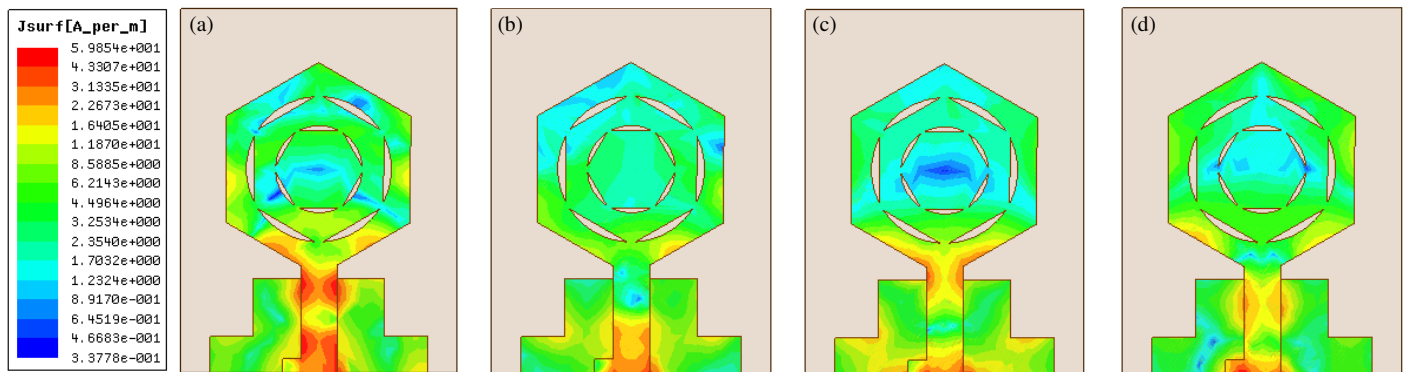 Jsurf[A_per_m]
5.9854e+001
4.3307e+001
3.1335e+001
2.2673e+001
1.6405e+001
1.1870e+001
8.5885e+000
6.2143e+000
4.4964e+000
3.2534e+000
2.3540e+000
1.7032e+000
1.2324e+000
8.9170e-001
6.4519e-001
4.6683e-001
3.3778e-001
(a)
(b)
(c)
(d)